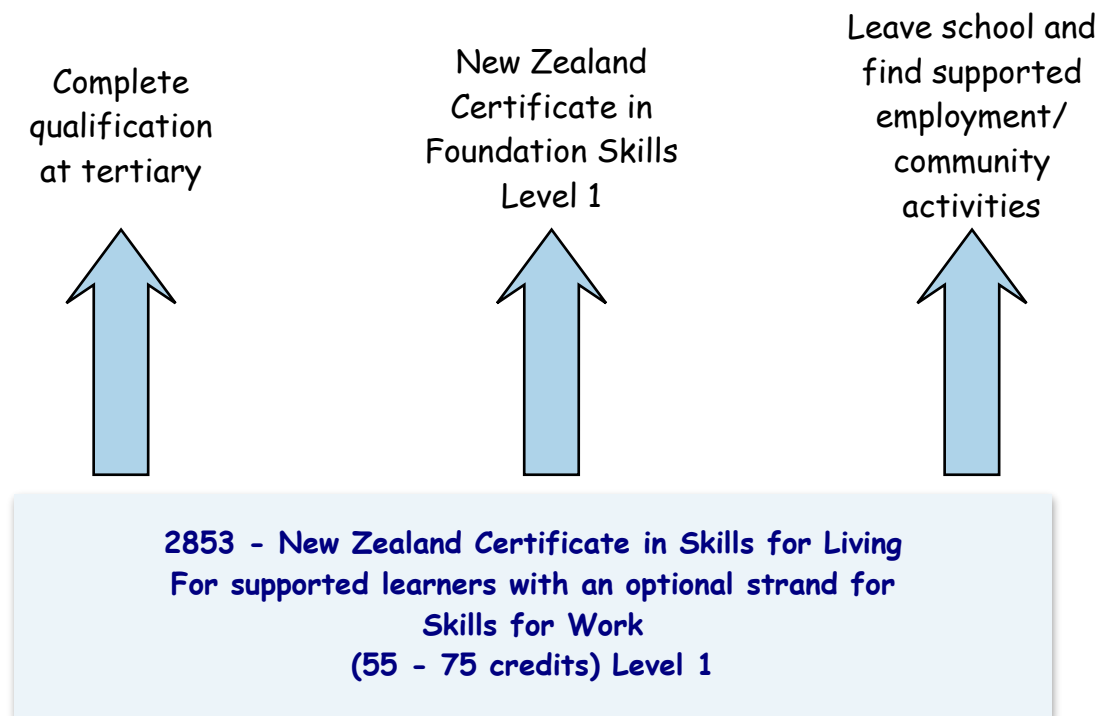 Complete
qualification
at tertiary
New Zealand
Certificate in
Foundation Skills
Level 1
Leave school and
find supported
employment/
community
activities
2853 - New Zealand Certificate in Skills for Living
For supported learners with an optional strand for
Skills for Work
(55 - 75 credits) Level 1